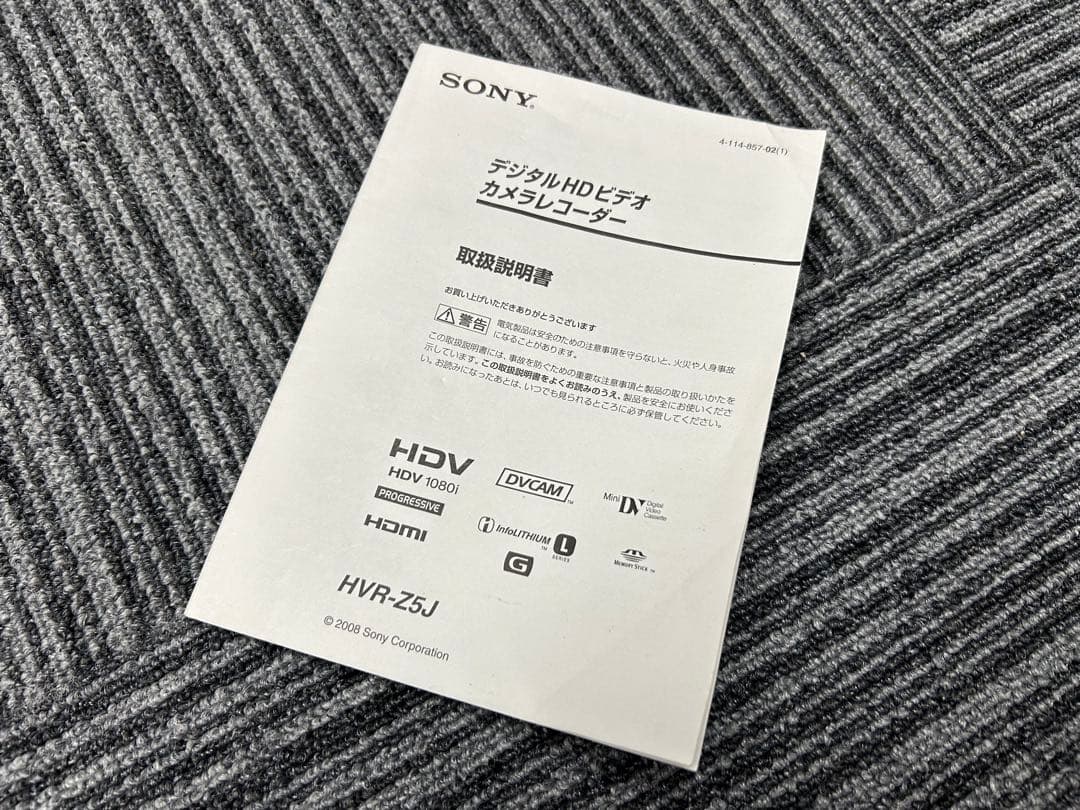 SONY®
4-114-857-02(1)
デジタルHDビデオ
カメラレコーダー
取扱説明書
お買い上げいただきありがとうございます
警告
電気製品は安全のための注意事項を守らないと、火災や人身事故
になることがあります。
この取扱説明書には、事故を防ぐための重要な注意事項と製品の取り扱いかたを
示しています。この取扱説明書をよくお読みのうえ、製品を安全にお使いくださ
い。お読みになったあとは、いつでも見られるところに必ず保管してください。
HDV
HDV 1080i
PROGRESSIVE
HDMI
DVCAM™
Mini DV Digital Video Cassette
InfoLITHIUM™ L SERIES
G
MEMORY STICK™
HVR-Z5J
© 2008 Sony Corporation